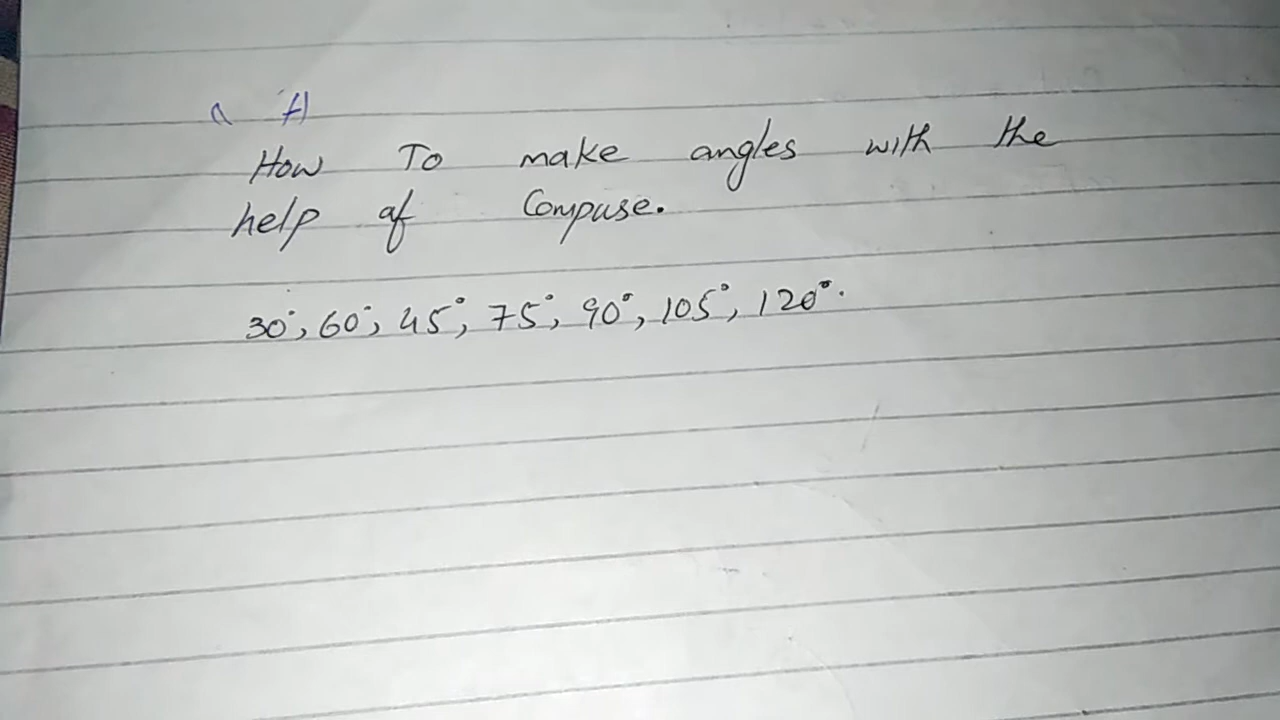 a H
How To make angles with the
help of Compuse.
30°, 60°, 45°, 75°, 90°, 105°, 120°.